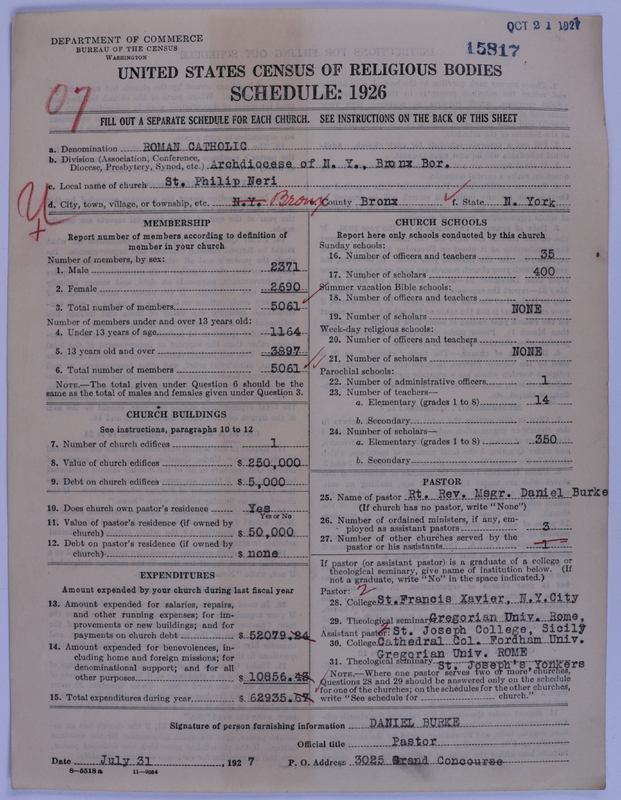 OCT 21 1927
15817
DEPARTMENT OF COMMERCE
BUREAU OF THE CENSUS
WASHINGTON
UNITED STATES CENSUS OF RELIGIOUS BODIES
SCHEDULE: 1926
07
FILL OUT A SEPARATE SCHEDULE FOR EACH CHURCH. SEE INSTRUCTIONS ON THE BACK OF THIS SHEET
a. Denomination ROMAN CATHOLIC
b. Division (Association, Conference,
Diocese, Presbytery, Synod, etc.) Archdiocese of N. Y., Bronx Bor.
c. Local name of church St. Philip Neri
d. City, town, village, or township, etc. N.Y. Bronx County Bronx f. State N. York
MEMBERSHIP
Report number of members according to definition of
member in your church
Number of members, by sex:
1. Male 2371
2. Female 2690
3. Total number of members 5061
Number of members under and over 13 years old:
4. Under 13 years of age 1164
5. 13 years old and over 3897
6. Total number of members 5061
NOTE.—The total given under Question 6 should be the
same as the total of males and females given under Question 3.
CHURCH BUILDINGS
See instructions, paragraphs 10 to 12
7. Number of church edifices 1
8. Value of church edifices $ 250,000
9. Debt on church edifices $ 5,000
10. Does church own pastor's residence? Yes
Yes or No
11. Value of pastor's residence (if owned by
church) $ 50,000
12. Debt on pastor's residence (if owned by
church) $ none
EXPENDITURES
Amount expended by your church during last fiscal year
13. Amount expended for salaries, repairs,
and other running expenses; for im-
provements or new buildings; and for
payments on church debt $ 52079.24
14. Amount expended for benevolences, in-
cluding home and foreign missions; for
denominational support; and for all
other purposes $ 10856.43
15. Total expenditures during year $ 62935.67
CHURCH SCHOOLS
Report here only schools conducted by this church
Sunday schools:
16. Number of officers and teachers 35
17. Number of scholars 400
Summer vacation Bible schools:
18. Number of officers and teachers
19. Number of scholars NONE
Week-day religious schools:
20. Number of officers and teachers
21. Number of scholars NONE
Parochial schools:
22. Number of administrative officers 1
23. Number of teachers—
a. Elementary (grades 1 to 8) 14
b. Secondary
24. Number of scholars—
a. Elementary (grades 1 to 8) 350
b. Secondary
PASTOR
25. Name of pastor Rt. Rev. Msgr. Daniel Burke
(If church has no pastor, write "None")
26. Number of ordained ministers, if any, em-
ployed as assistant pastors 3
27. Number of other churches served by the
pastor or his assistants 1
If pastor (or assistant pastor) is a graduate of a college or
theological seminary, give name of institution below. (If
not a graduate, write "No" in the space indicated.)
Pastor: 2
28. College St. Francis Xavier, N.Y.City
29. Theological seminary Gregorian Univ. Rome,
Assistant pastor: St. Joseph College, Sicily
30. College Cathedral Col. Fordham Univ.
Gregorian Univ. ROME
31. Theological seminary St. Joseph's Yonkers
NOTE.—Where one pastor serves two or more churches,
Questions 28 and 29 should be answered only on the schedule
for one of the churches; on the schedules for the other churches,
write "See schedule for church."
Signature of person furnishing information DANIEL BURKE
Official title Pastor
Date July 31, 1927 P. O. Address 3025 Grand Concourse
8-5518a 11-9054